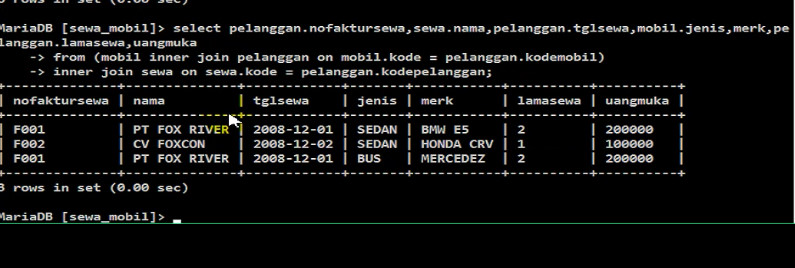 3 rows in set (0.00 sec)
MariaDB [sewa_mobil]> select pelanggan.nofaktursewa,sewa.nama,pelanggan.tglsewa,mobil.jenis,merk,pe
langgan.lamasewa,uangmuka
-> from (mobil inner join pelanggan on mobil.kode = pelanggan.kodemobil)
-> inner join sewa on sewa.kode = pelanggan.kodepelanggan;
+--------------+--------------+------------+-------+-----------+----------+----------+
| nofaktursewa | nama | tglsewa | jenis | merk | lamasewa | uangmuka |
+--------------+--------------+------------+-------+-----------+----------+----------+
| F001 | PT FOX RIVER | 2008-12-01 | SEDAN | BMW E5 | 2 | 200000 |
| F002 | CV FOXCON | 2008-12-02 | SEDAN | HONDA CRV | 1 | 100000 |
| F001 | PT FOX RIVER | 2008-12-01 | BUS | MERCEDEZ | 2 | 200000 |
+--------------+--------------+------------+-------+-----------+----------+----------+
3 rows in set (0.00 sec)
MariaDB [sewa_mobil]> _